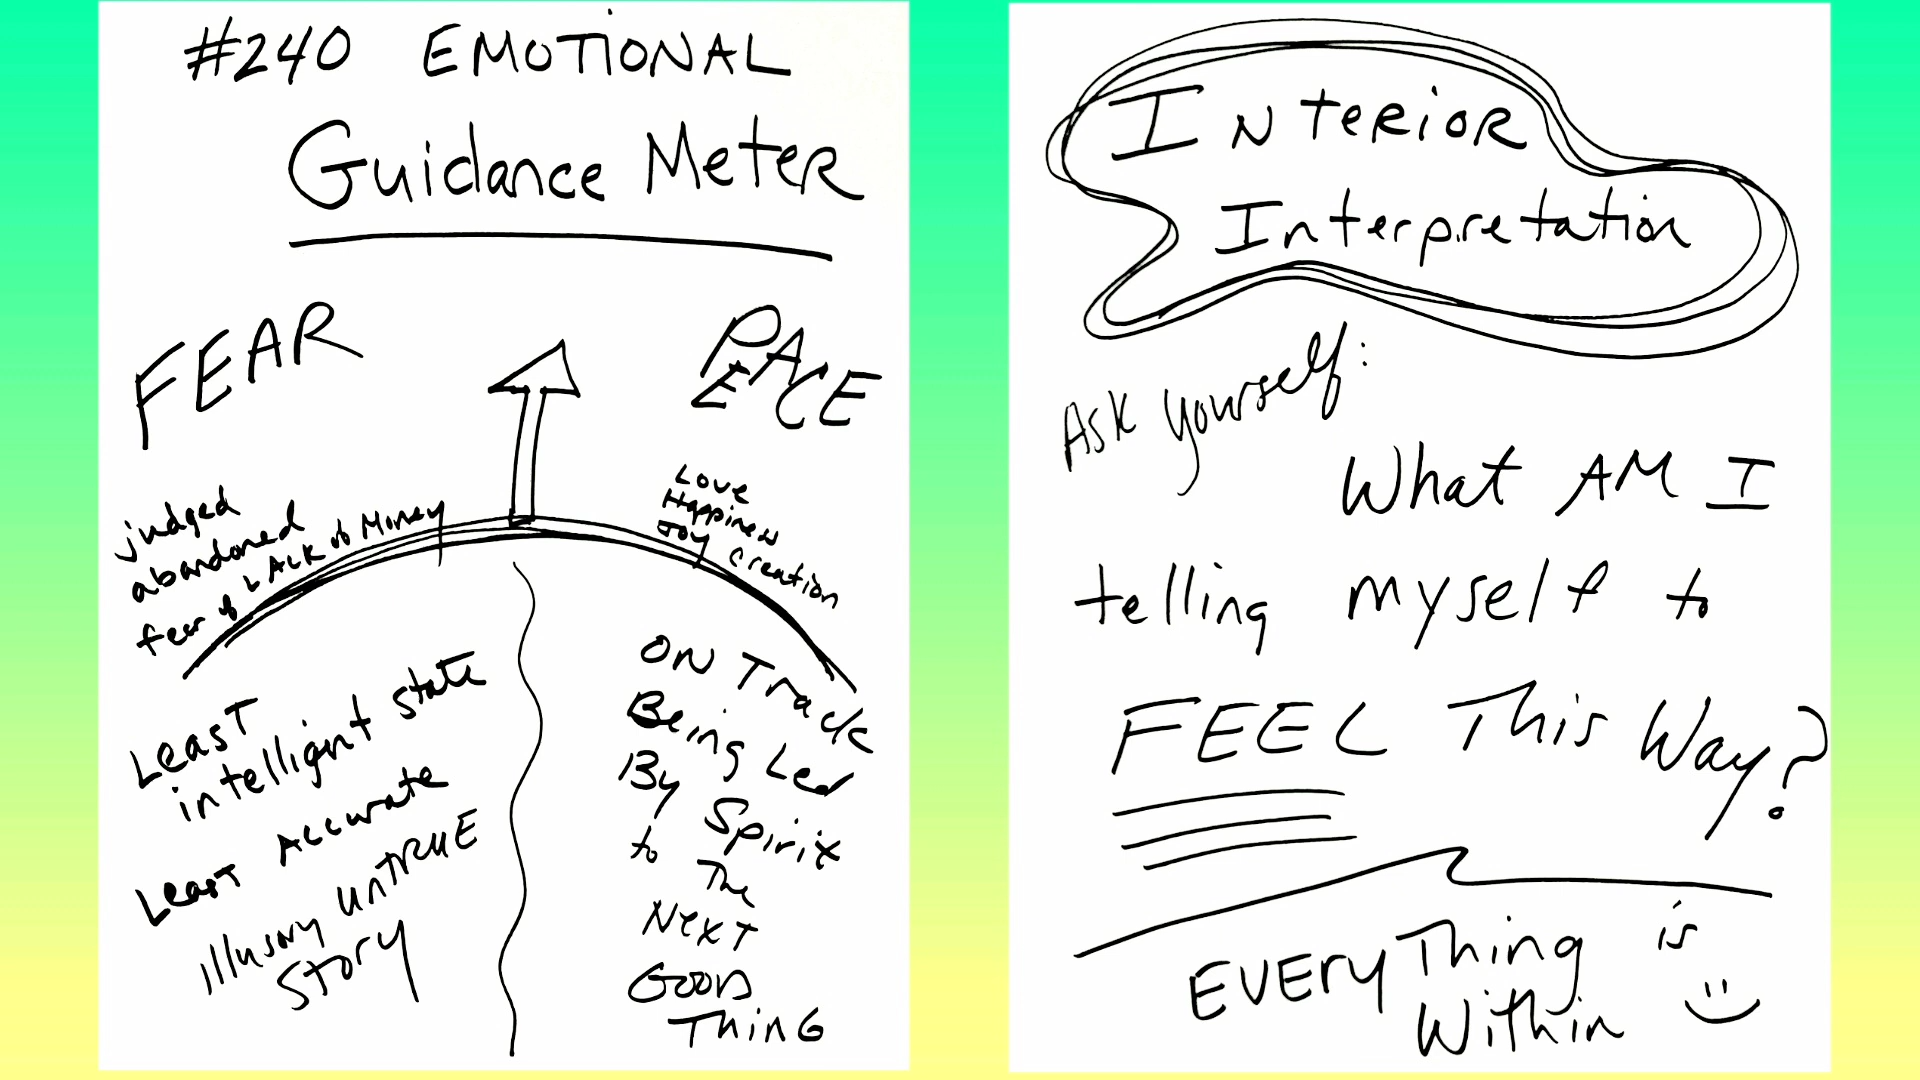 #240 EMOTIONAL
Guidance Meter
FEAR
PEACE
judged
abandoned
fear of LAck of Money
Love
Happiness
Joy creation
Least
intelligent state
Least Accurate
illusory UNTRUE
Story
ON Track
Being Led
By Spirit
to The
NexT
GOOD
THING
INTERIOR
Interpretation
Ask yourself:
What AM I
telling myself to
FEEL This Way?
EVERYThing is
Within